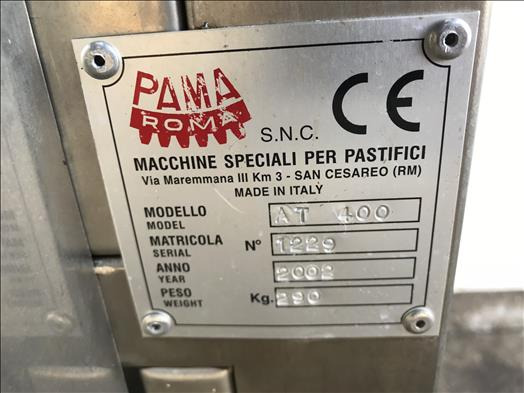 PAMA
ROMA
S.N.C.
CE
MACCHINE SPECIALI PER PASTIFICI
Via Maremmana III Km 3 - SAN CESAREO (RM)
MADE IN ITALY
MODELLO AT 400
MODEL
MATRICOLA N° 1229
SERIAL
ANNO 2002
YEAR
PESO Kg. 290
WEIGHT